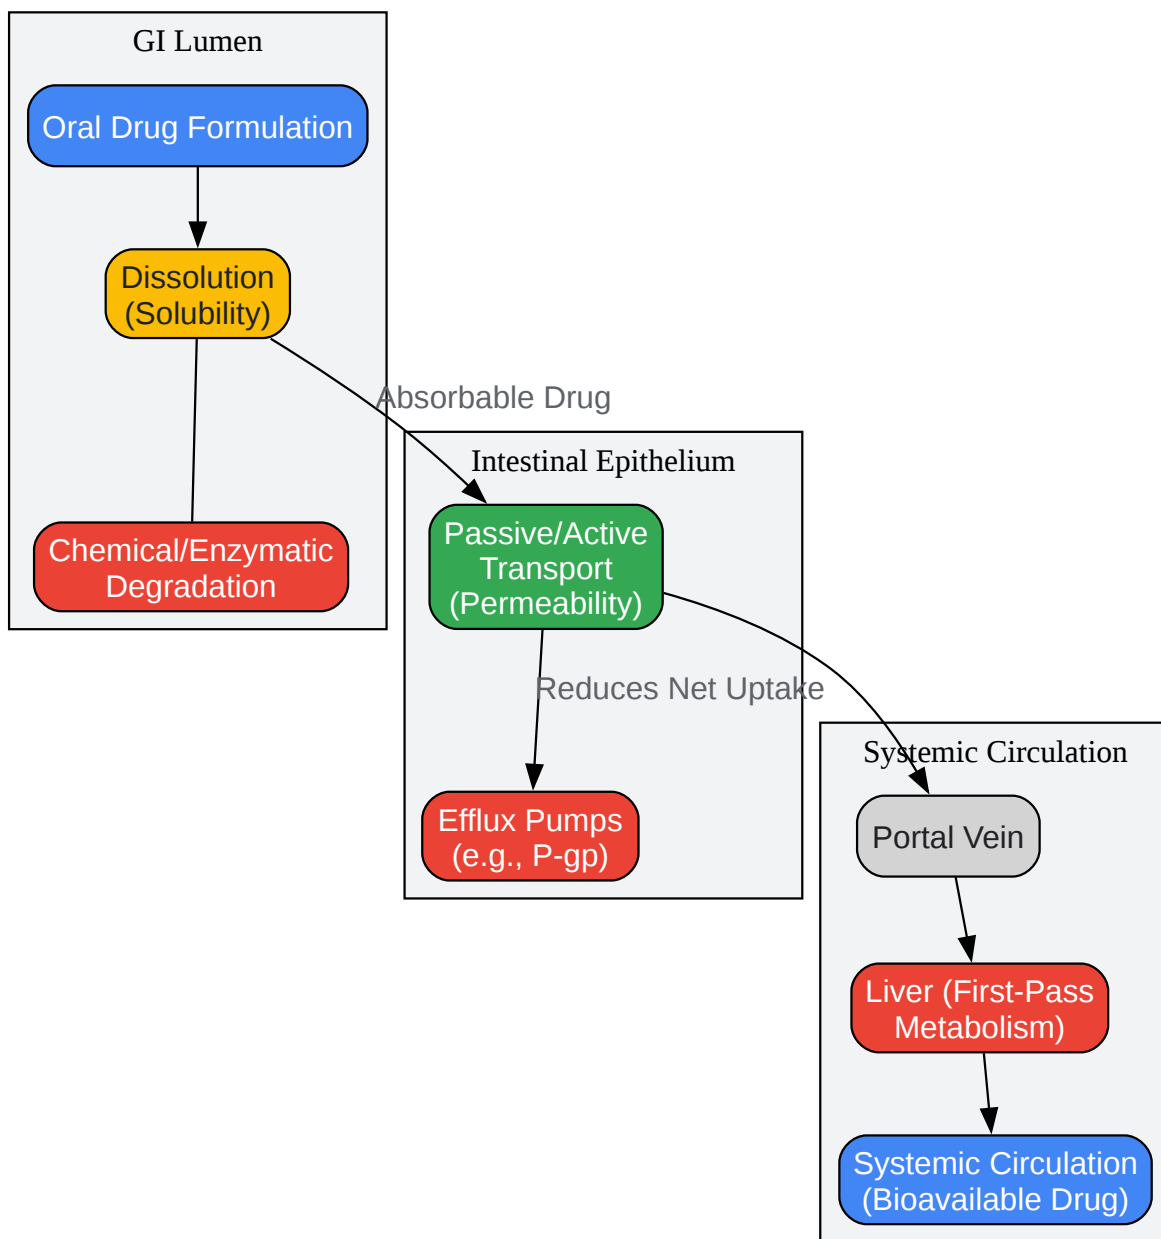 GI Lumen
Oral Drug Formulation
Dissolution
(Solubility)
Absorbable Drug
Chemical/Enzymatic
Degradation
Intestinal Epithelium
Passive/Active
Transport
(Permeability)
Reduces Net Uptake
Efflux Pumps
(e.g., P-gp)
Systemic Circulation
Portal Vein
Liver (First-Pass
Metabolism)
Systemic Circulation
(Bioavailable Drug)